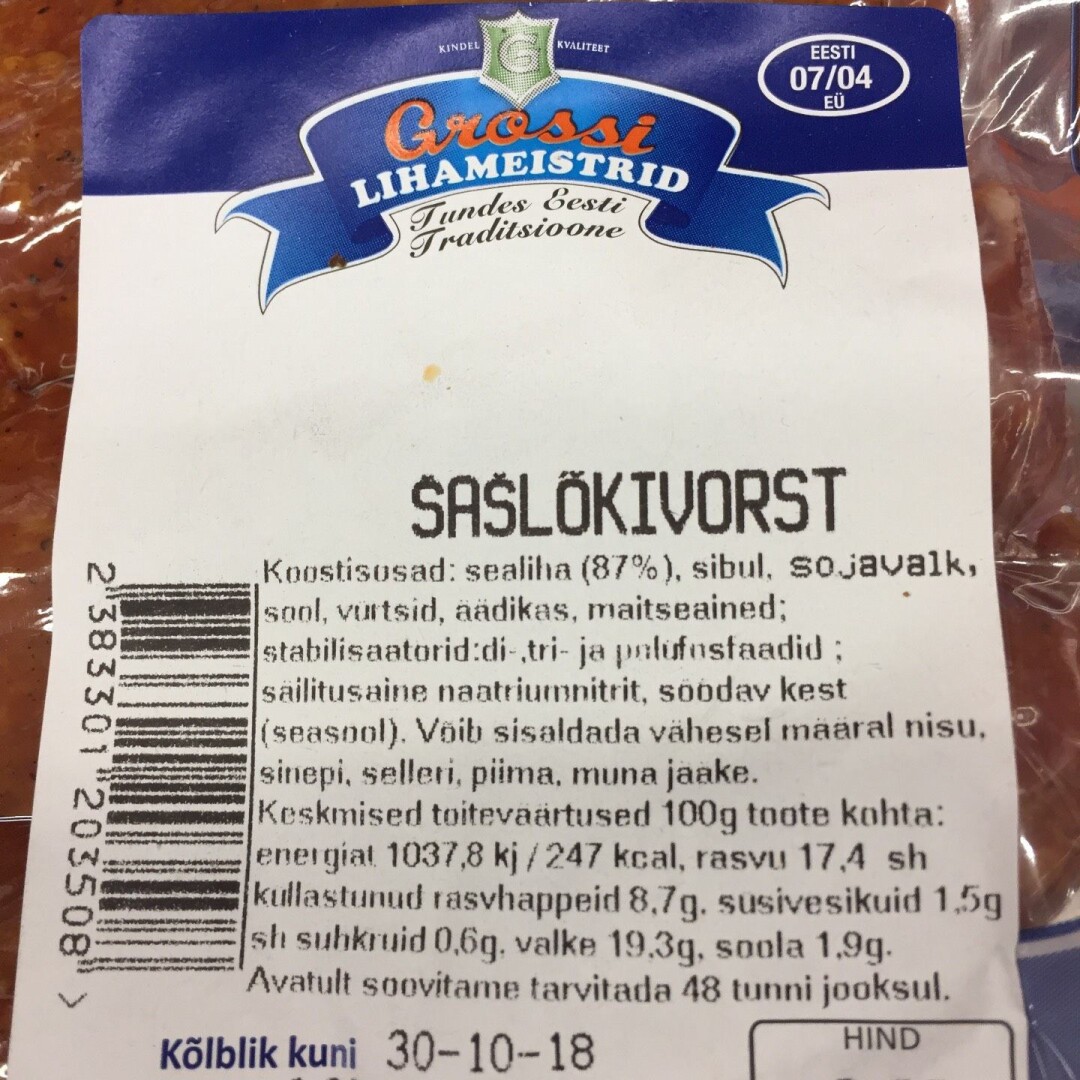 KINDEL G KVALITEET
Grossi
LIHAMEISTRID
Tundes Eesti
Traditsioone
EESTI
07/04
EÜ
ŠAŠLÕKIVORST
Koostisosad: sealiha (87%), sibul, sojavalk,
sool, vürtsid, äädikas, maitseained;
stabilisaatorid:di-,tri- ja polüfosfaadid ;
säilitusaine naatriumnitrit, söödav kest
(seasool). Võib sisaldada vähesel määral nisu,
sinepi, selleri, piima, muna jääke.
Keskmised toiteväärtused 100g toote kohta:
energiat 1037,8 kj / 247 kcal, rasvu 17,4 sh
küllastunud rasvhappeid 8,7g, süsivesikuid 1,5g
sh suhkruid 0,6g, valke 19,3g, soola 1,9g.
Avatult soovitame tarvitada 48 tunni jooksul.
2 383301 203508 >
Kõlblik kuni 30-10-18
HIND